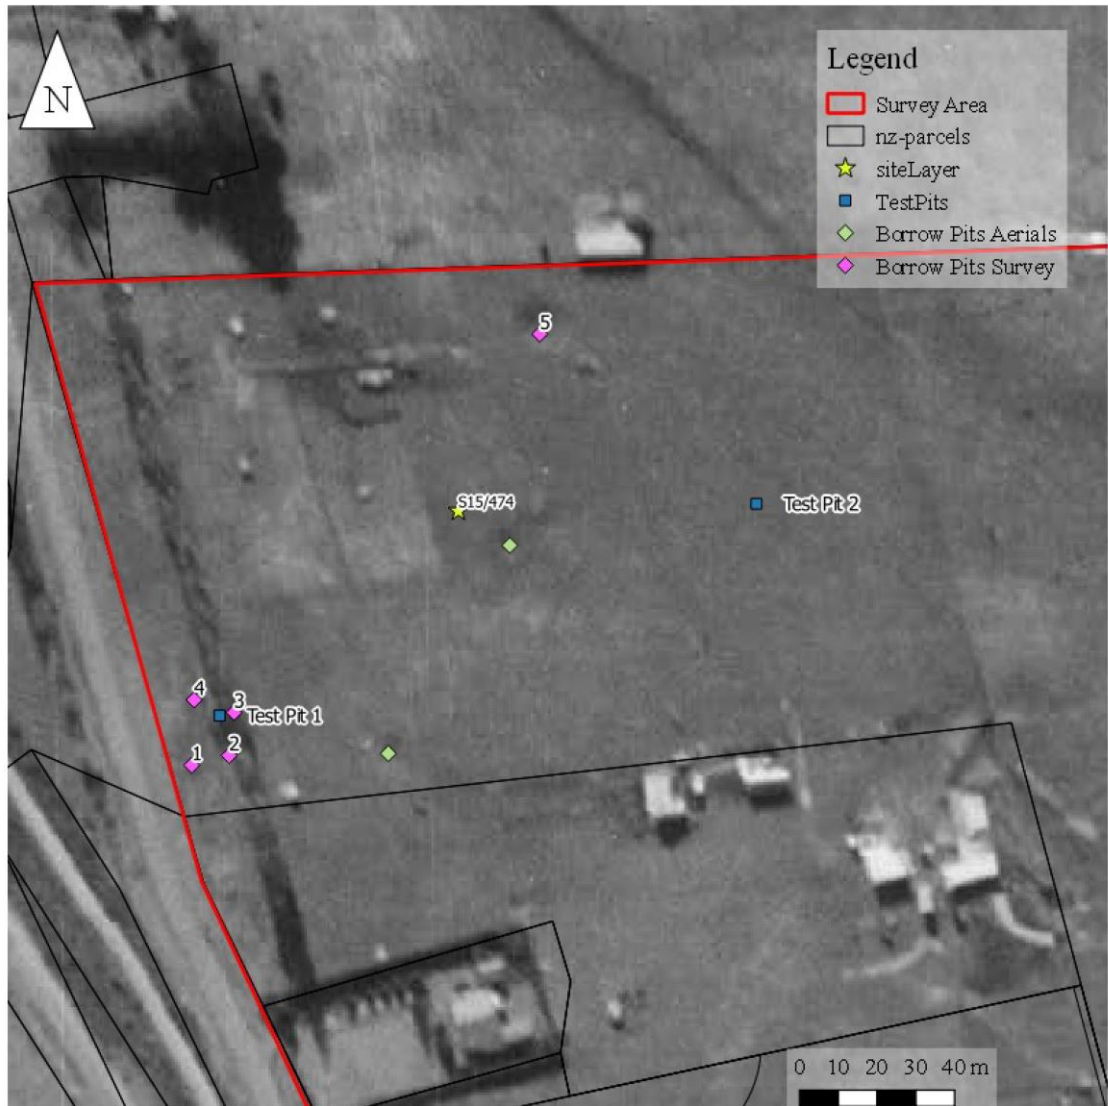 N
Legend
Survey Area
nz-parcels
siteLayer
TestPits
Borrow Pits Aerials
Borrow Pits Survey
5
S15/474
Test Pit 2
4
3
Test Pit 1
2
1
0 10 20 30 40 m